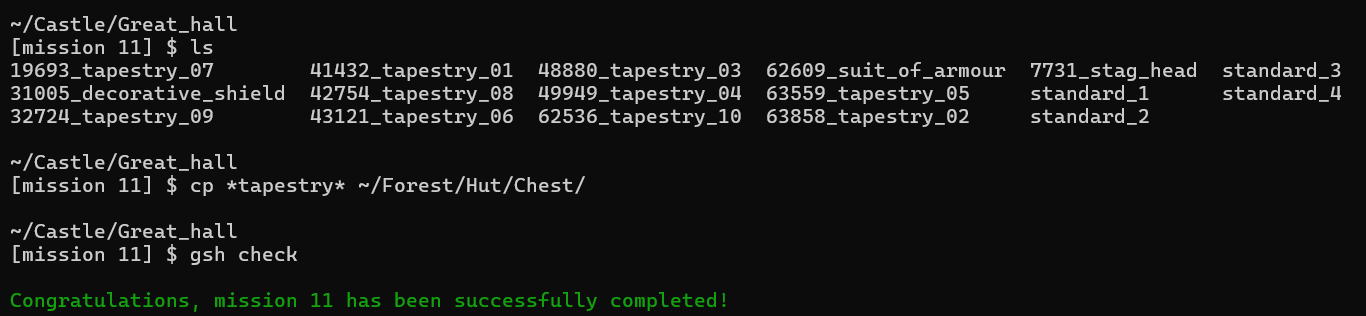 ~/Castle/Great_hall
[mission 11] $ ls
19693_tapestry_07        41432_tapestry_01  48880_tapestry_03  62609_suit_of_armour  7731_stag_head  standard_3
31005_decorative_shield  42754_tapestry_08  49949_tapestry_04  63559_tapestry_05     standard_1      standard_4
32724_tapestry_09        43121_tapestry_06  62536_tapestry_10  63858_tapestry_02     standard_2
~/Castle/Great_hall
[mission 11] $ cp *tapestry* ~/Forest/Hut/Chest/
~/Castle/Great_hall
[mission 11] $ gsh check
Congratulations, mission 11 has been successfully completed!